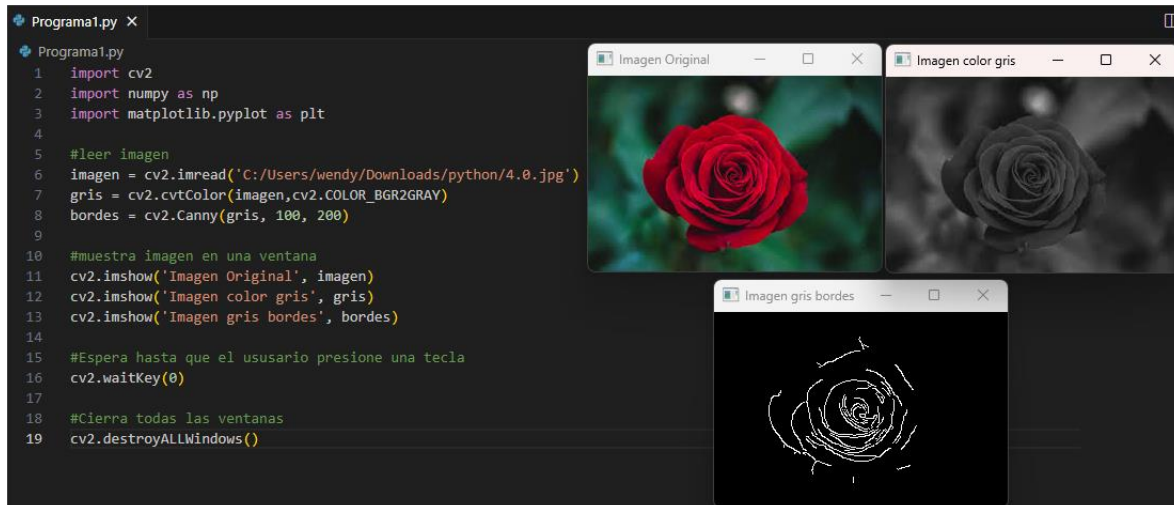 Programa1.py
Programa1.py
1 import cv2
2 import numpy as np
3 import matplotlib.pyplot as plt
4
5 #leer imagen
6 imagen = cv2.imread('C:/Users/wendy/Downloads/python/4.0.jpg')
7 gris = cv2.cvtColor(imagen,cv2.COLOR_BGR2GRAY)
8 bordes = cv2.Canny(gris, 100, 200)
9
10 #muestra imagen en una ventana
11 cv2.imshow('Imagen Original', imagen)
12 cv2.imshow('Imagen color gris', gris)
13 cv2.imshow('Imagen gris bordes', bordes)
14
15 #Espera hasta que el ususario presione una tecla
16 cv2.waitKey(0)
17
18 #Cierra todas las ventanas
19 cv2.destroyALLWindows()
Imagen Original
Imagen color gris
Imagen gris bordes